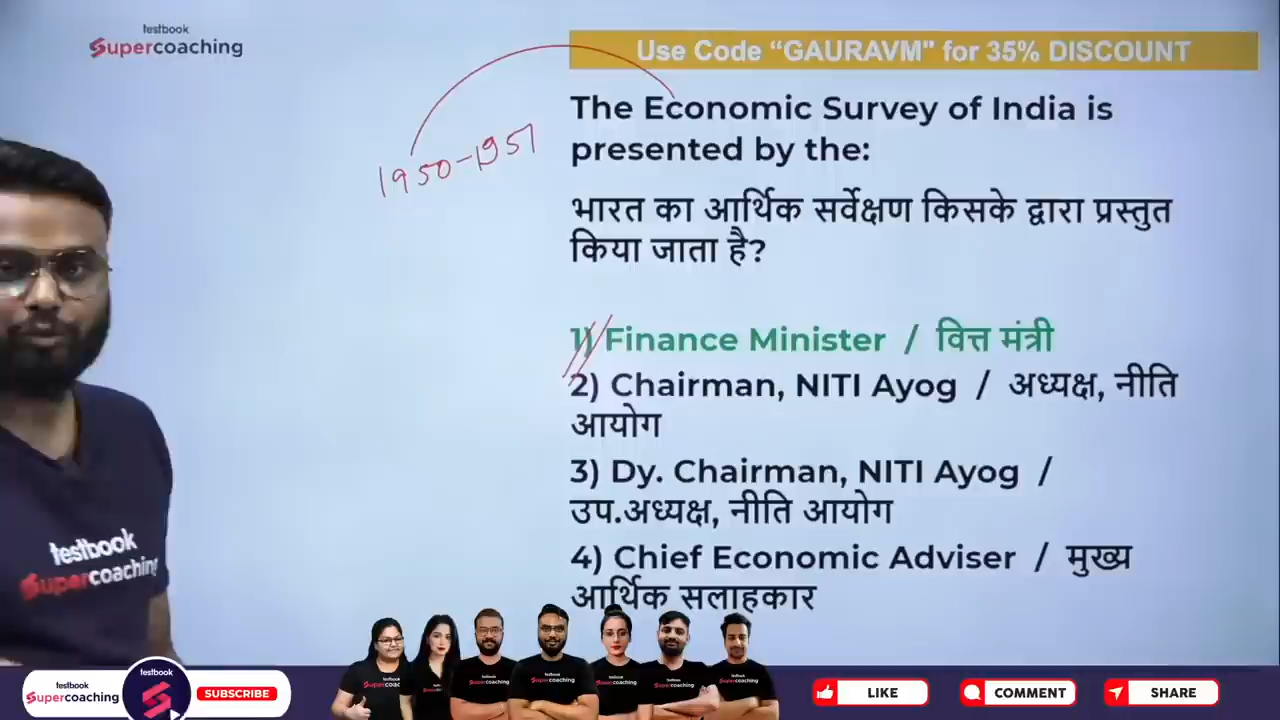 testbook
Supercoaching
Use Code “GAURAVM" for 35% DISCOUNT
The Economic Survey of India is
presented by the:
1950-1951
भारत का आर्थिक सर्वेक्षण किसके द्वारा प्रस्तुत
किया जाता है?
1) Finance Minister / वित्त मंत्री
2) Chairman, NITI Ayog / अध्यक्ष, नीति
आयोग
3) Dy. Chairman, NITI Ayog /
उप.अध्यक्ष, नीति आयोग
4) Chief Economic Adviser / मुख्य
आर्थिक सलाहकार
testbook
Supercoaching
testbook
Supercoaching
testbook
SUBSCRIBE
LIKE
COMMENT
SHARE